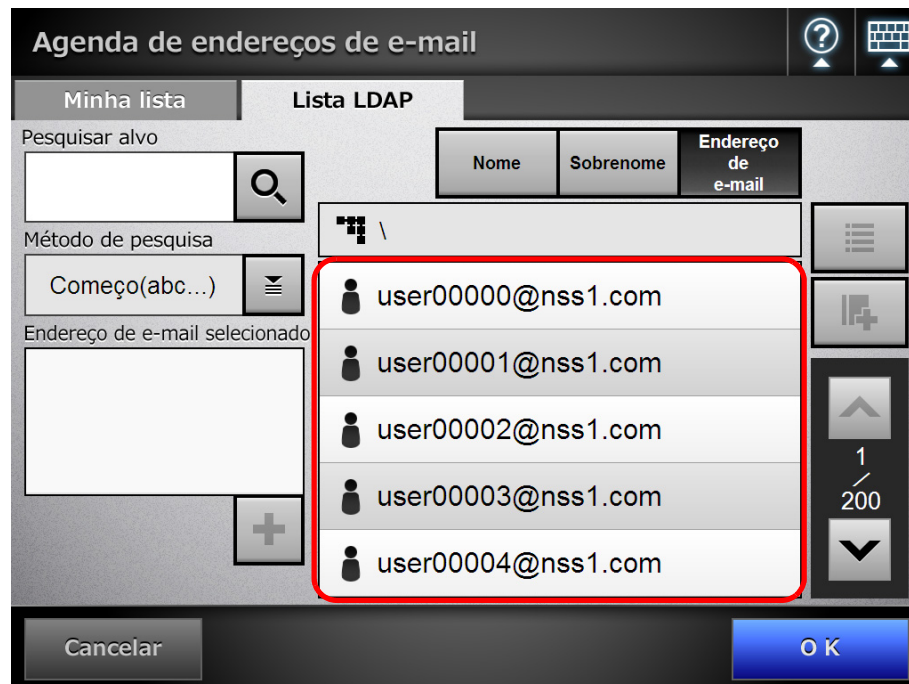 Agenda de endereços de e-mail
?
Minha lista
Lista LDAP
Pesquisar alvo
Nome
Sobrenome
Endereço
de
e-mail
\
Método de pesquisa
Começo(abc...)
Endereço de e-mail selecionado
user00000@nss1.com
user00001@nss1.com
user00002@nss1.com
user00003@nss1.com
user00004@nss1.com
1
/
200
Cancelar
OK